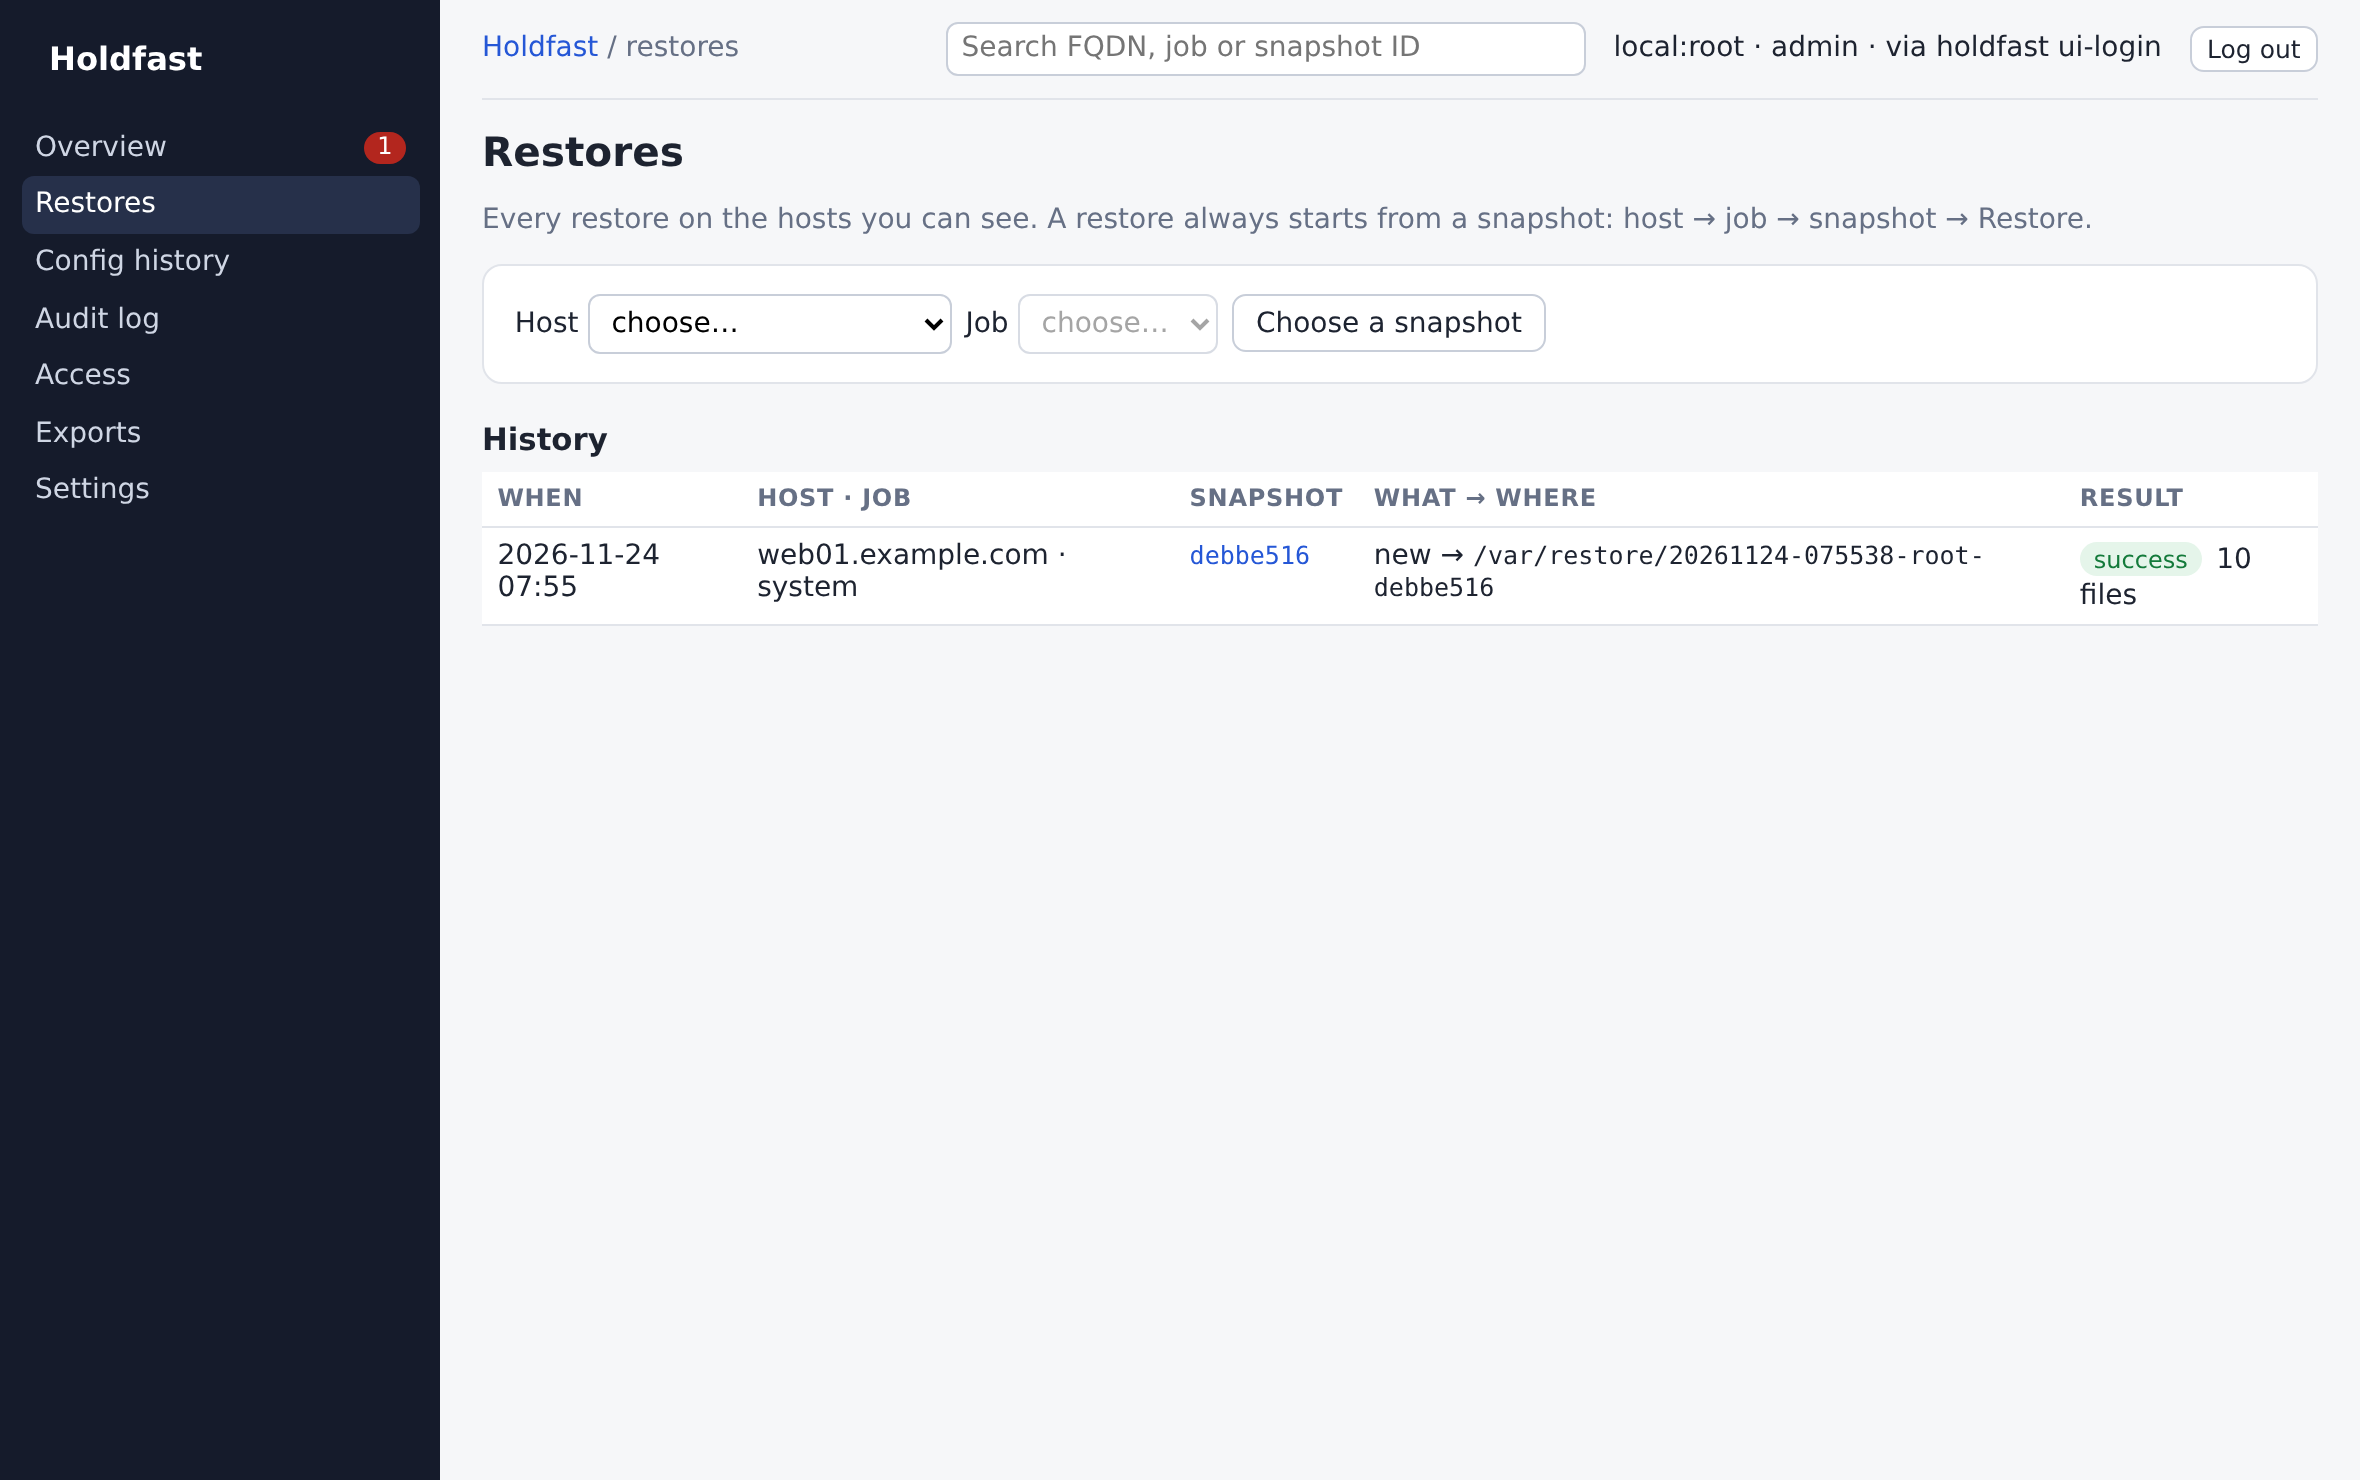 Holdfast
Overview 1
Restores
Config history
Audit log
Access
Exports
Settings
Holdfast / restores
Search FQDN, job or snapshot ID
local:root · admin · via holdfast ui-login
Log out
Restores
Every restore on the hosts you can see. A restore always starts from a snapshot: host → job → snapshot → Restore.
Host choose... Job choose... Choose a snapshot
History
WHEN HOST · JOB SNAPSHOT WHAT → WHERE RESULT
2026-11-24 web01.example.com · debbe516 new → /var/restore/20261124-075538-root- success 10
07:55 system debbe516 files